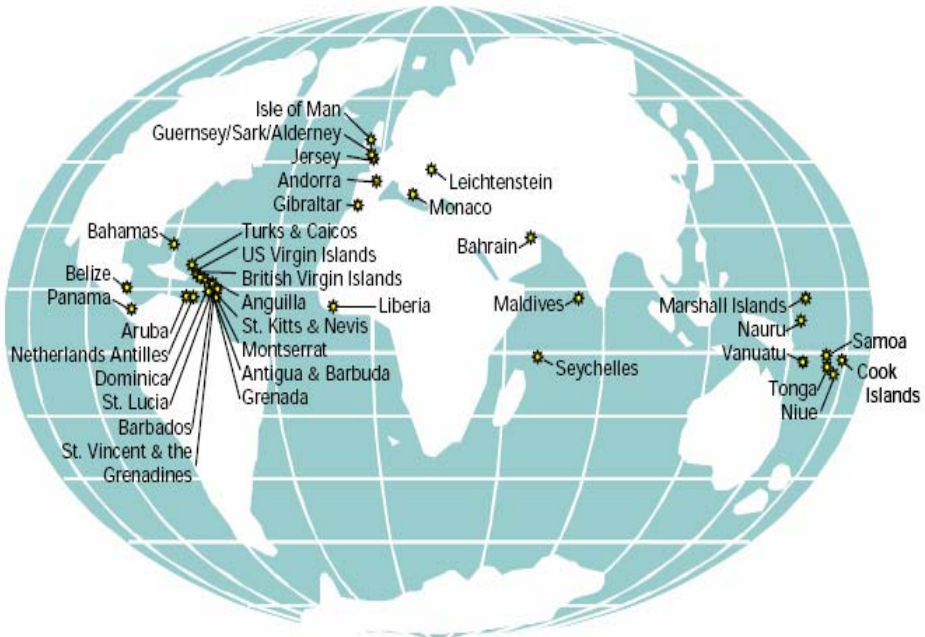 Isle of Man
Guernsey/Sark/Alderney
Jersey
Andorra
Gibraltar
Leichtenstein
Monaco
Bahamas
Turks & Caicos
US Virgin Islands
British Virgin Islands
Anguilla
St. Kitts & Nevis
Montserrat
Antigua & Barbuda
Grenada
Belize
Panama
Aruba
Netherlands Antilles
Dominica
St. Lucia
Barbados
St. Vincent & the
Grenadines
Liberia
Bahrain
Maldives
Seychelles
Marshall Islands
Nauru
Vanuatu
Samoa
Cook
Islands
Tonga
Niue